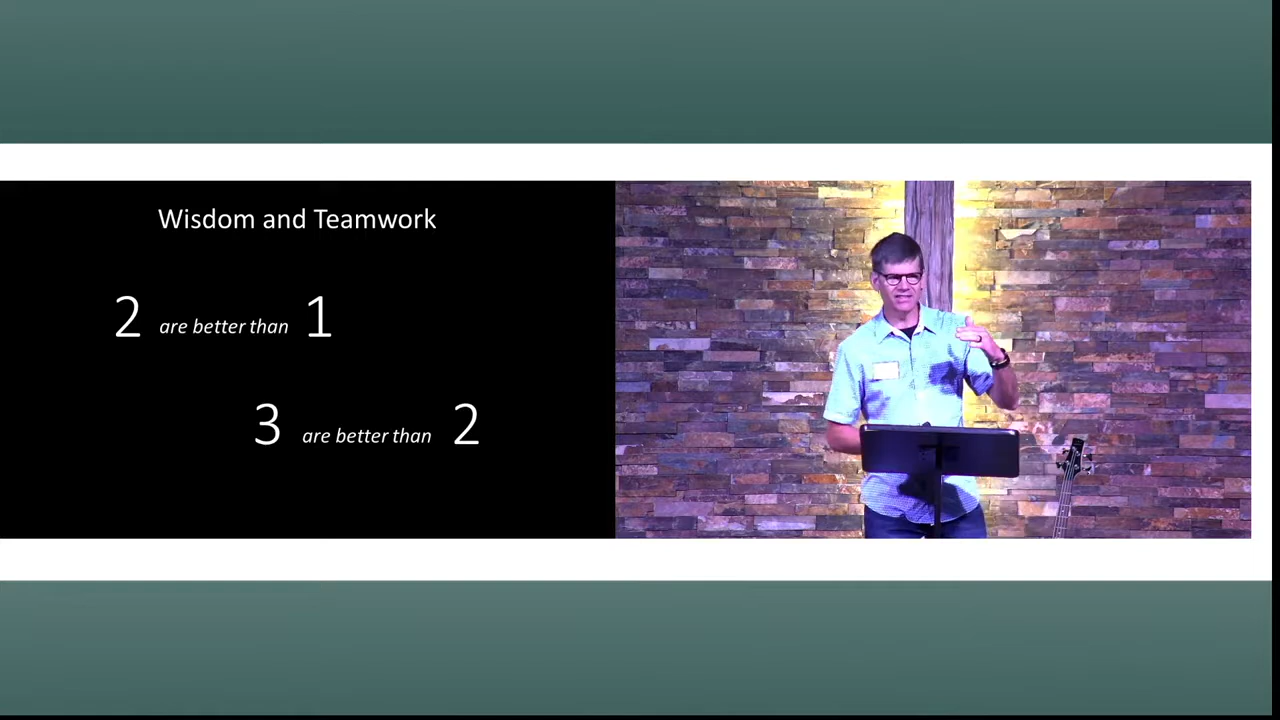 Wisdom and Teamwork
2 are better than 1
3 are better than 2